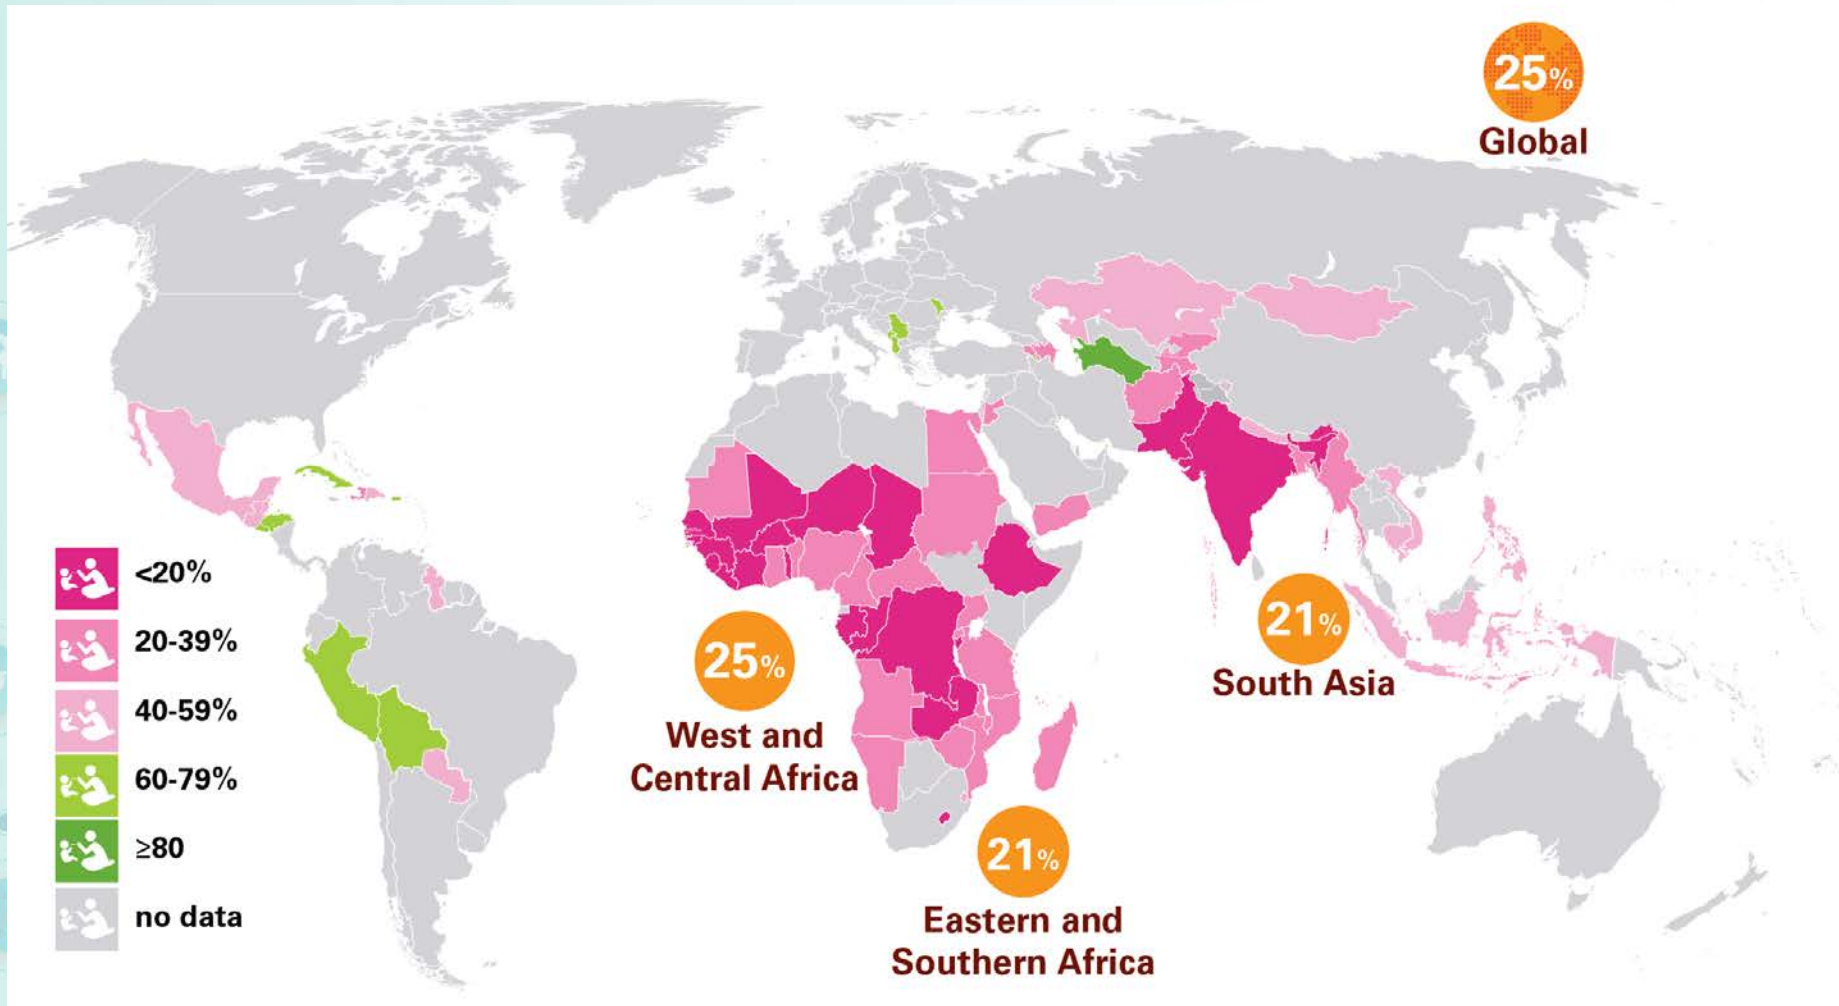 25%
Global
<20%
20-39%
40-59%
60-79%
≥80
no data
25%
West and
Central Africa
21%
South Asia
21%
Eastern and
Southern Africa